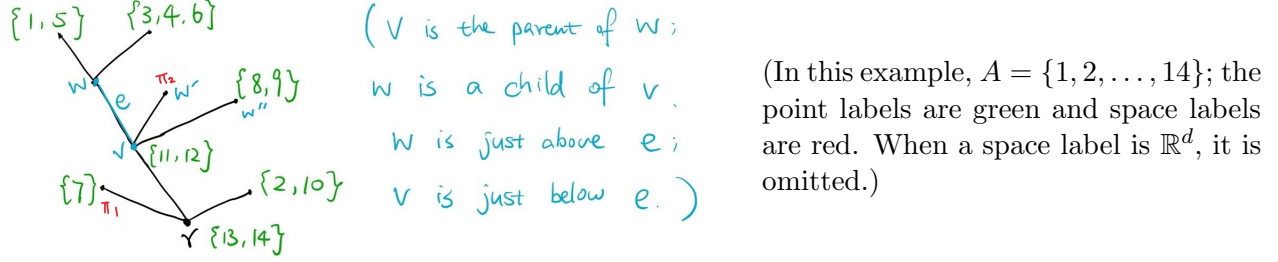 {1,5} {3,4,6}
w π₂ w' {8,9}
e w''
v {11,12}
{7} π₁ {2,10}
r {13,14}
(v is the parent of w;
w is a child of v.
w is just above e;
v is just below e.)
(In this example, A = {1, 2, . . . , 14}; the
point labels are green and space labels
are red. When a space label is ℝᵈ, it is
omitted.)